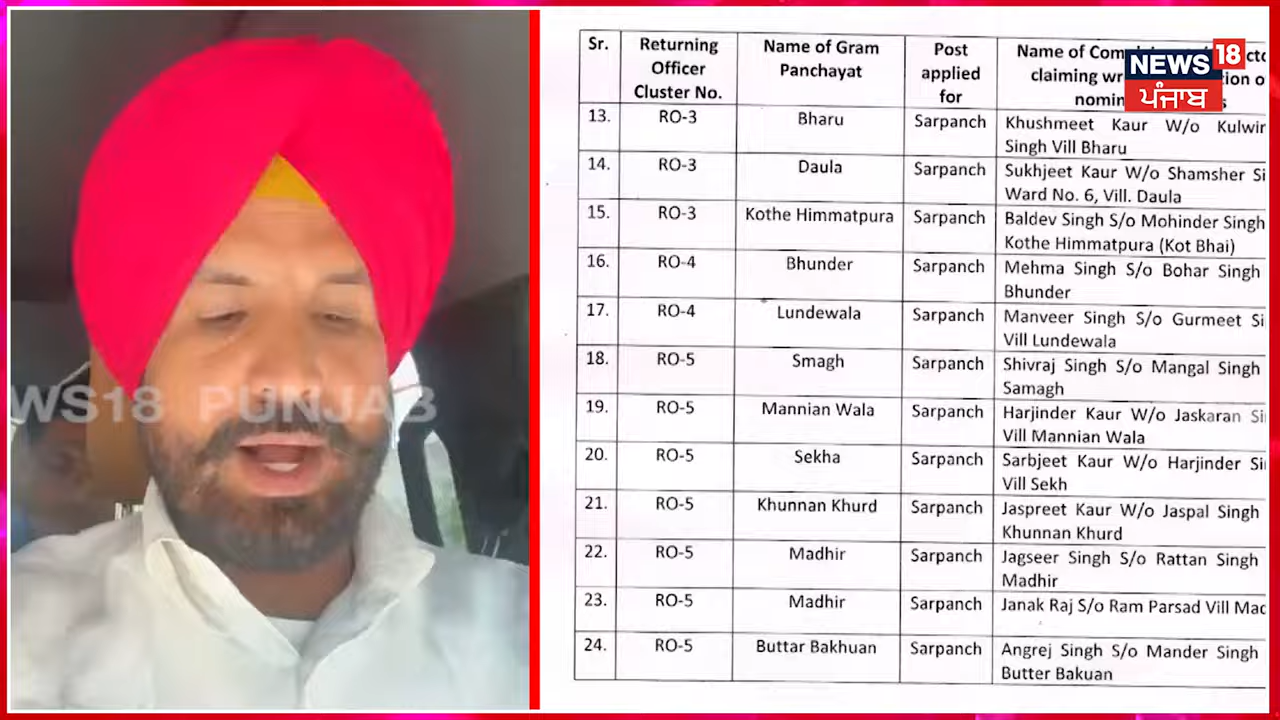 NEWS 18
ਪੰਜਾਬ
WS18 PUNJAB
Sr. Returning Officer Cluster No. Name of Gram Panchayat Post applied for Name of
claiming
13. RO-3 Bharu Sarpanch Khushmeet Kaur W/o
Singh Vill Bharu
14. RO-3 Daula Sarpanch Sukhjeet Kaur W/o Shamsher
Ward No. 6, Vill. Daula
15. RO-3 Kothe Himmatpura Sarpanch Baldev Singh S/o Mohinder Singh
Kothe Himmatpura (Kot Bhai)
16. RO-4 Bhunder Sarpanch Mehma Singh S/o Bohar Singh
Bhunder
17. RO-4 Lundewala Sarpanch Manveer Singh S/o Gurmeet
Vill Lundewala
18. RO-5 Smagh Sarpanch Shivraj Singh S/o Mangal Singh
Samagh
19. RO-5 Mannian Wala Sarpanch Harjinder Kaur W/o Jaskaran
Vill Mannian Wala
20. RO-5 Sekha Sarpanch Sarbjeet Kaur W/o Harjinder
Vill Sekh
21. RO-5 Khunnan Khurd Sarpanch Jaspreet Kaur W/o Jaspal Singh
Khunnan Khurd
22. RO-5 Madhir Sarpanch Jagseer Singh S/o Rattan Singh
Madhir
23. RO-5 Madhir Sarpanch Janak Raj S/o Ram Parsad Vill
24. RO-5 Buttar Bakhuan Sarpanch Angrej Singh S/o Mander Singh
Butter Bakuan